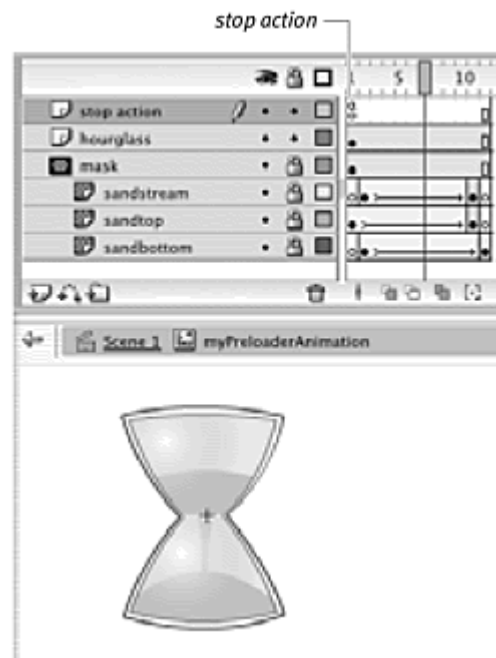 stop action
1 5 10
stop action
hourglass
mask
sandstream
sandtop
sandbottom
Scene 1 myPreloaderAnimation